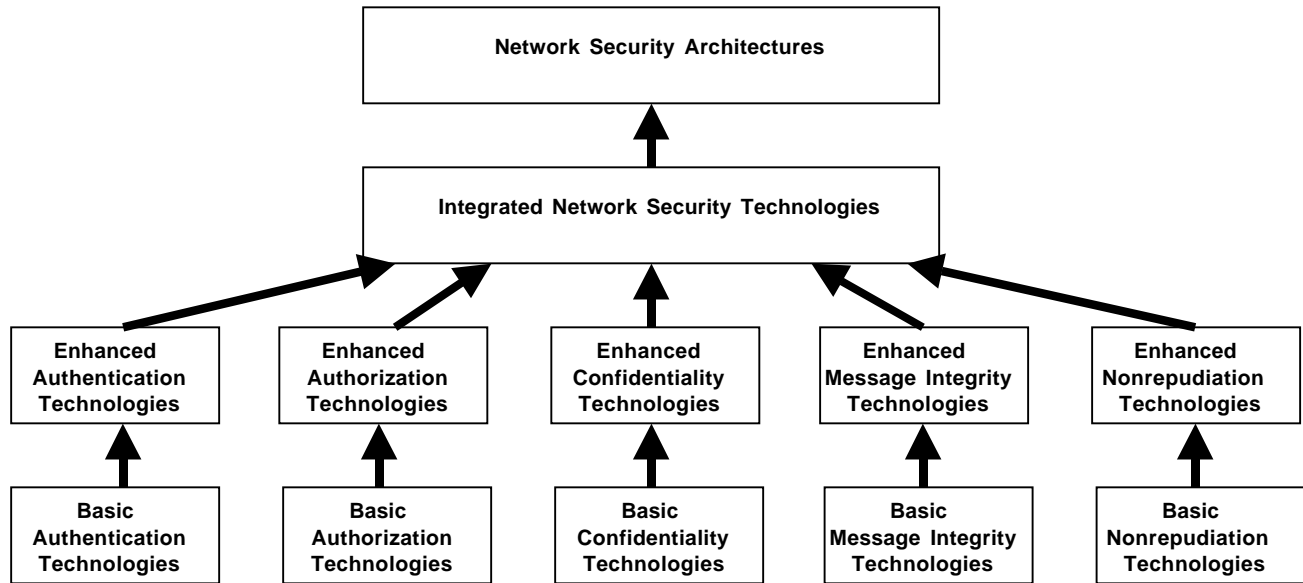 Network Security Architectures
Integrated Network Security Technologies
Enhanced
Authentication
Technologies
Enhanced
Authorization
Technologies
Enhanced
Confidentiality
Technologies
Enhanced
Message Integrity
Technologies
Enhanced
Nonrepudiation
Technologies
Basic
Authentication
Technologies
Basic
Authorization
Technologies
Basic
Confidentiality
Technologies
Basic
Message Integrity
Technologies
Basic
Nonrepudiation
Technologies